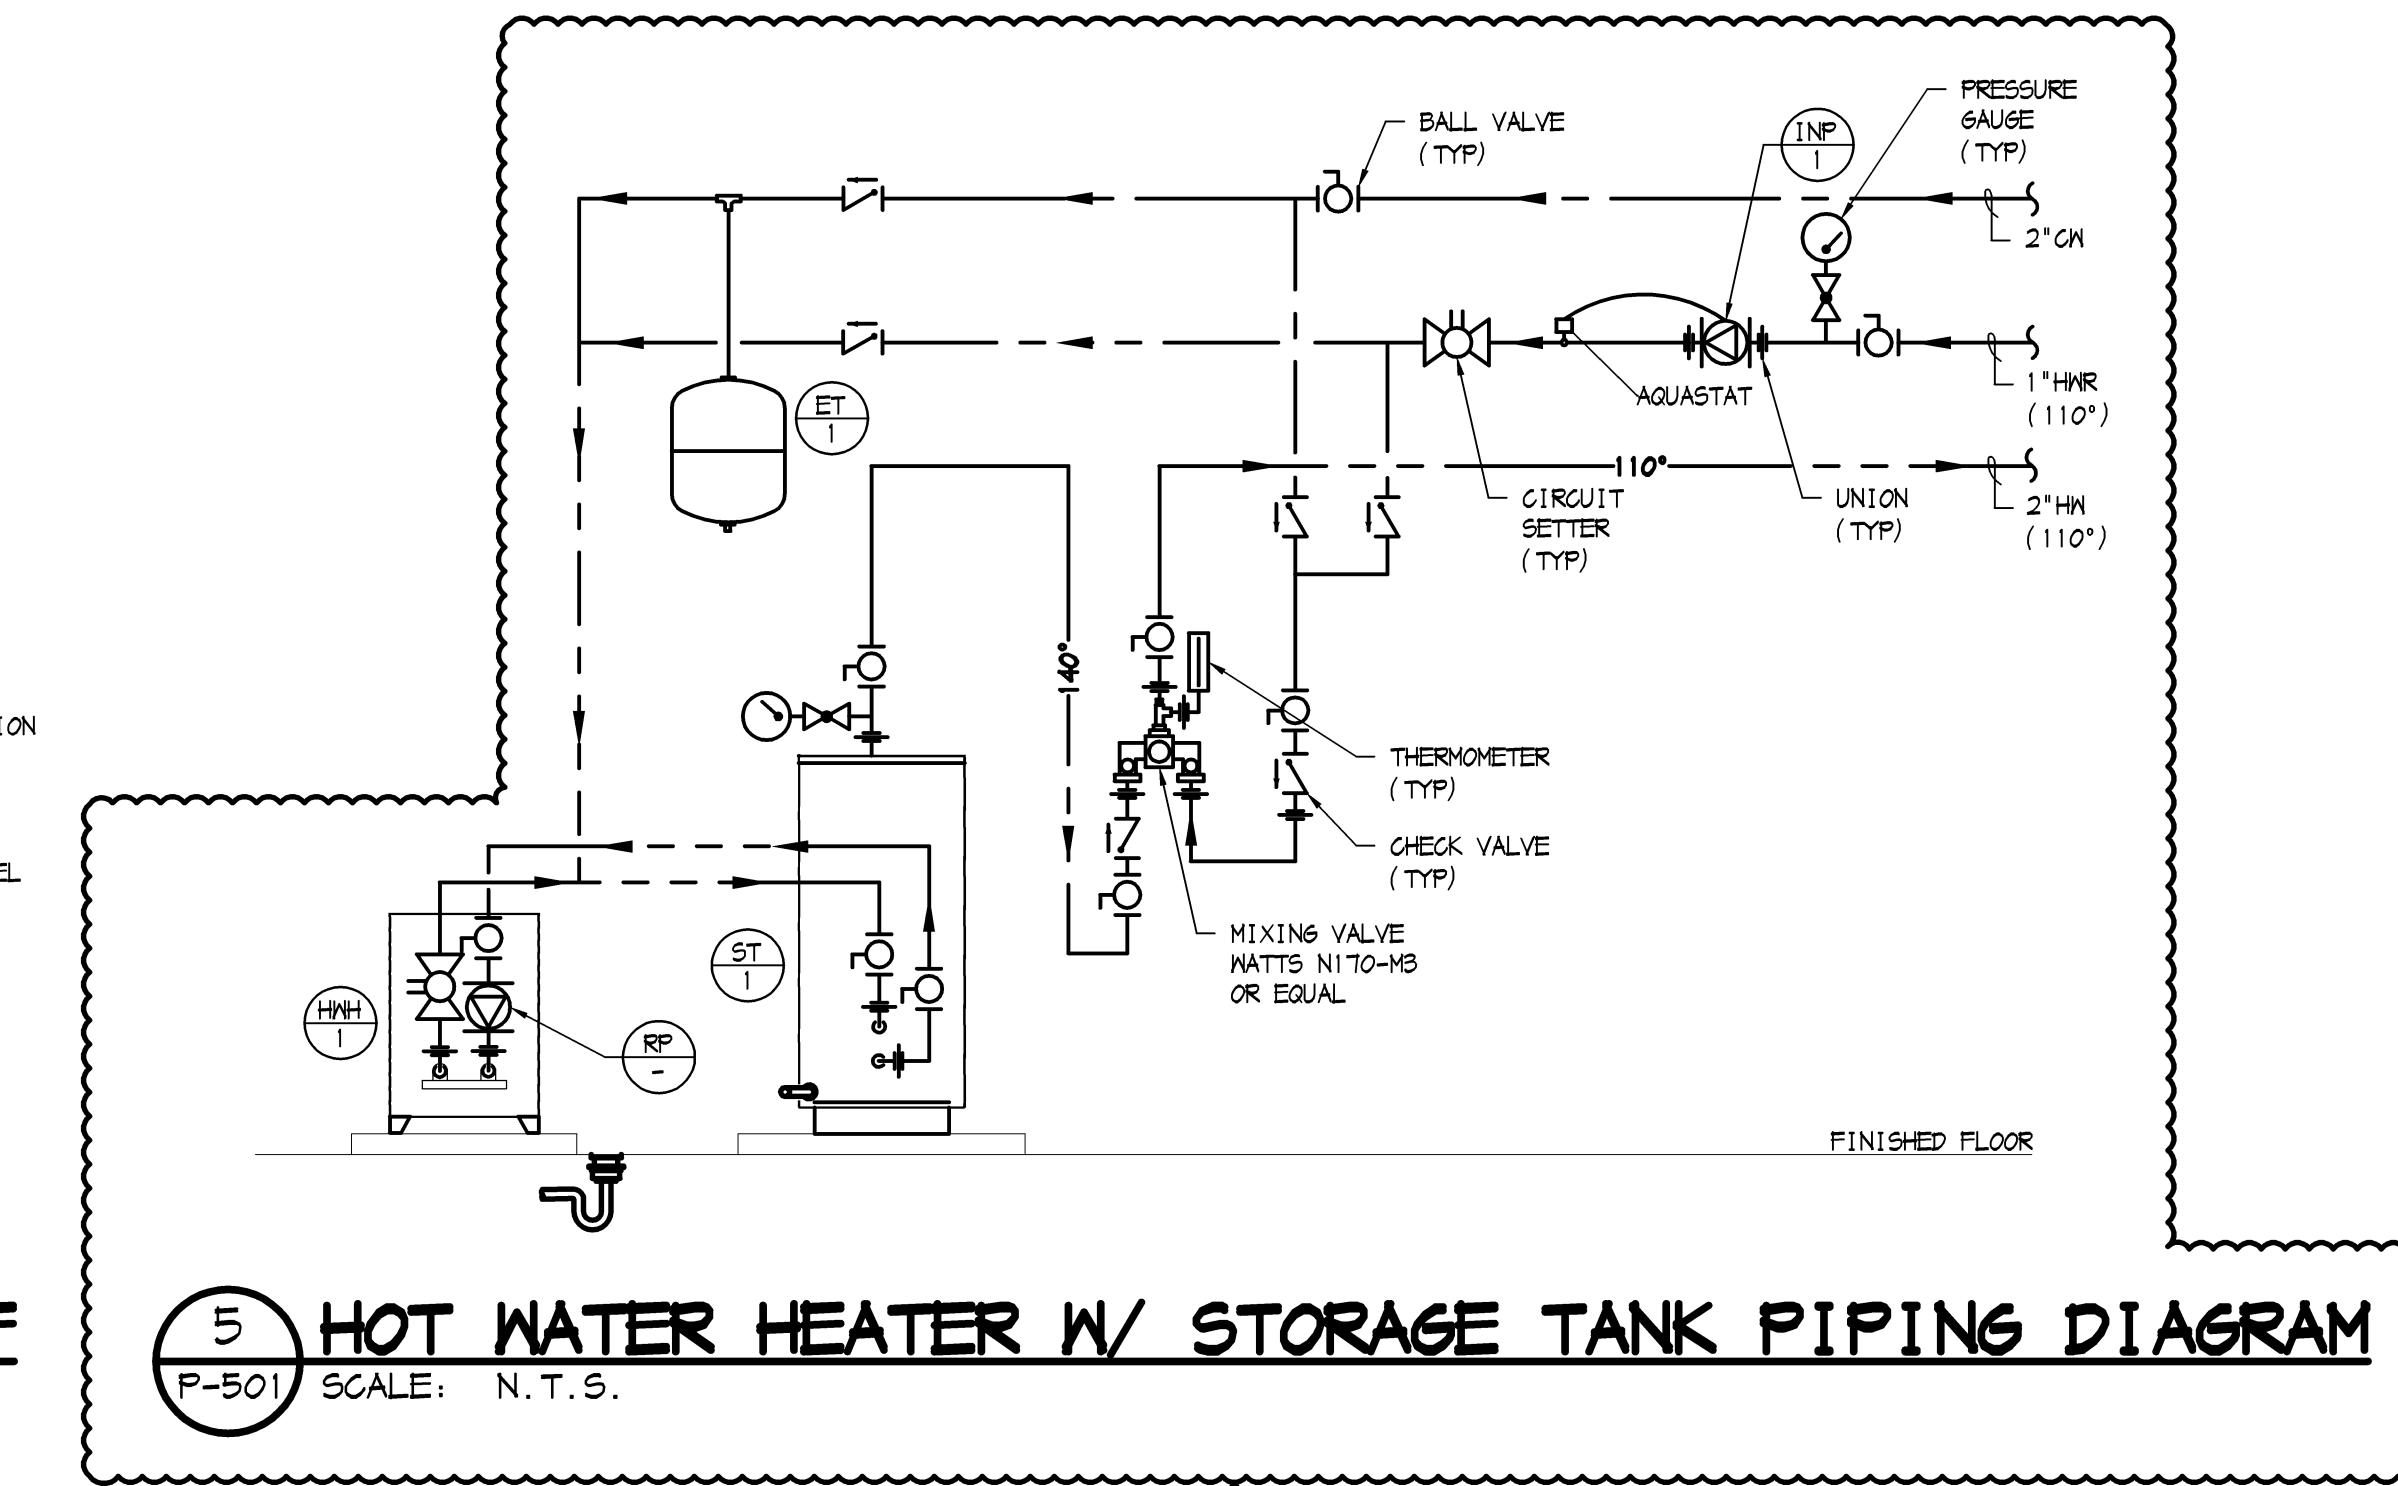 BALL VALVE
(TYP)
INP
1
PRESSURE
GAUGE
(TYP)
2"CW
1"HWR
(110°)
AQUASTAT
ET
1
110°
CIRCUIT
SETTER
(TYP)
UNION
(TYP)
2"HW
(110°)
140°
ION
EL
THERMOMETER
(TYP)
CHECK VALVE
(TYP)
MIXING VALVE
WATTS N170-M3
OR EQUAL
ST
1
HWH
1
RP
-
FINISHED FLOOR
5
P-501
HOT WATER HEATER W/ STORAGE TANK PIPING DIAGRAM
SCALE: N.T.S.